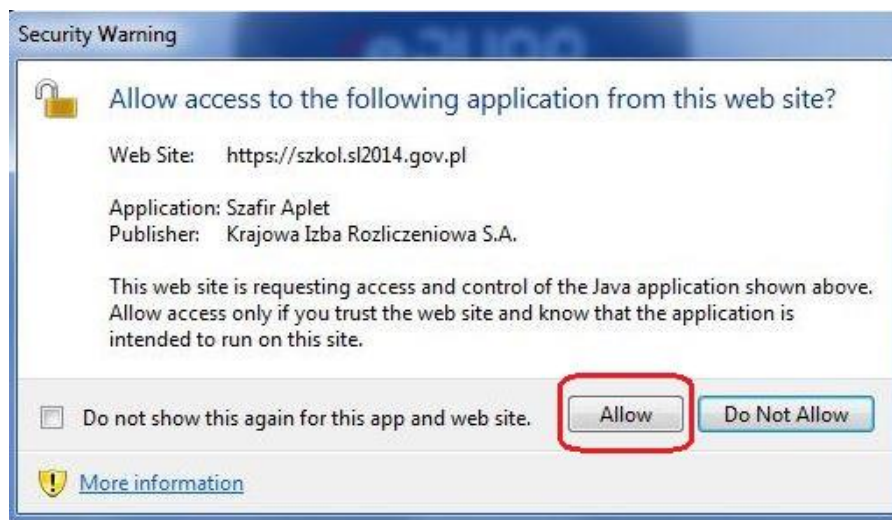 Security Warning
Allow access to the following application from this web site?
Web Site: https://szkol.sl2014.gov.pl
Application: Szafir Aplet
Publisher: Krajowa Izba Rozliczeniowa S.A.
This web site is requesting access and control of the Java application shown above.
Allow access only if you trust the web site and know that the application is
intended to run on this site.
Do not show this again for this app and web site. Allow Do Not Allow
More information